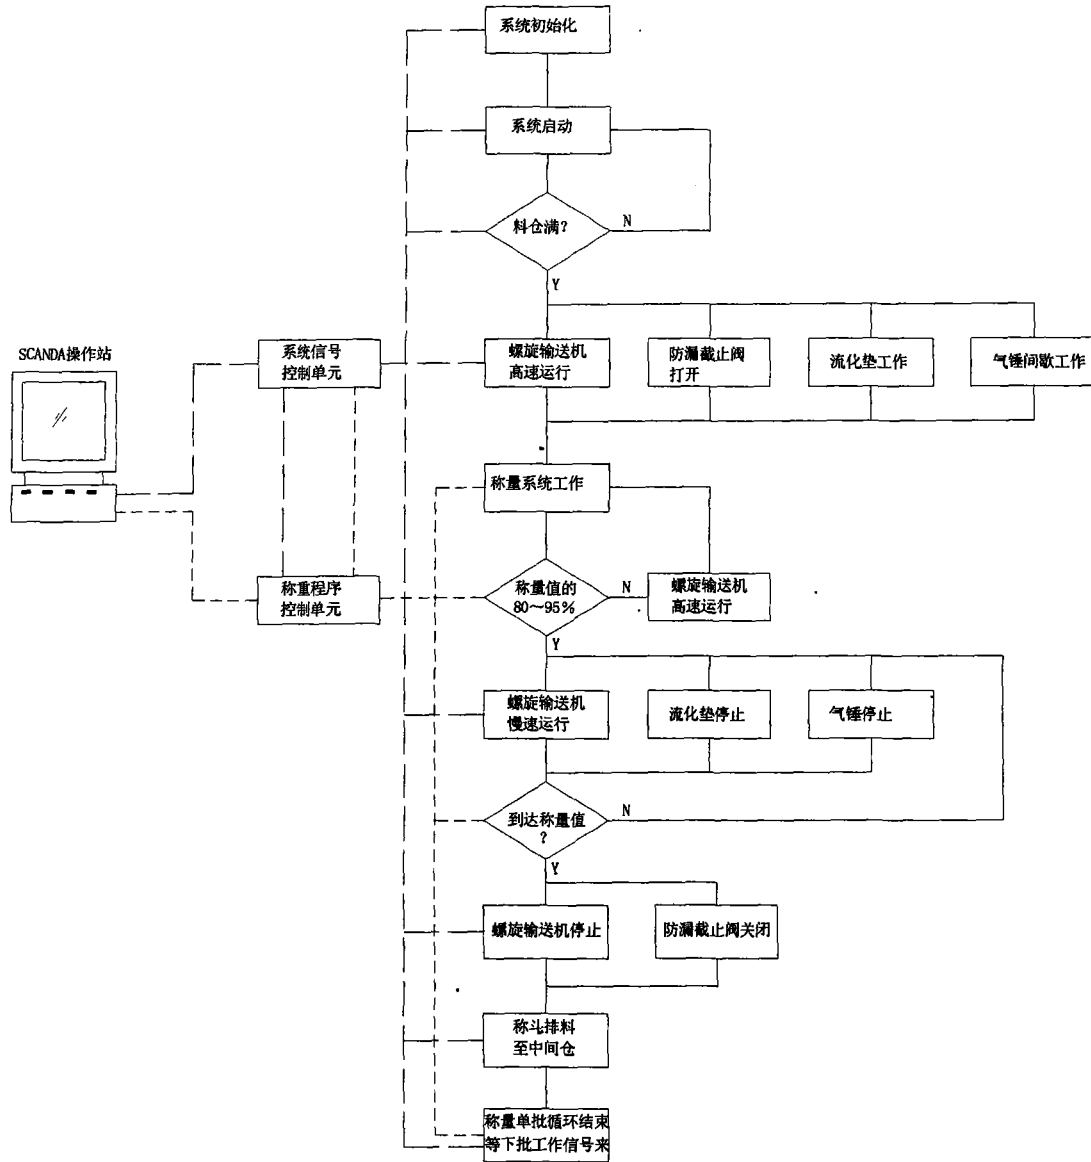 系统初始化
系统启动
料仓满?
N
Y
SCANDA操作站
系统信号
控制单元
螺旋输送机
高速运行
防漏截止阀
打开
流化垫工作
气锤间歇工作
称量系统工作
称重程序
控制单元
称量值的
80～95%
N
螺旋输送机
高速运行
Y
螺旋输送机
慢速运行
流化垫停止
气锤停止
到达称量值
?
N
Y
螺旋输送机停止
防漏截止阀关闭
称斗排料
至中间仓
称量单批循环结束
等下批工作信号来